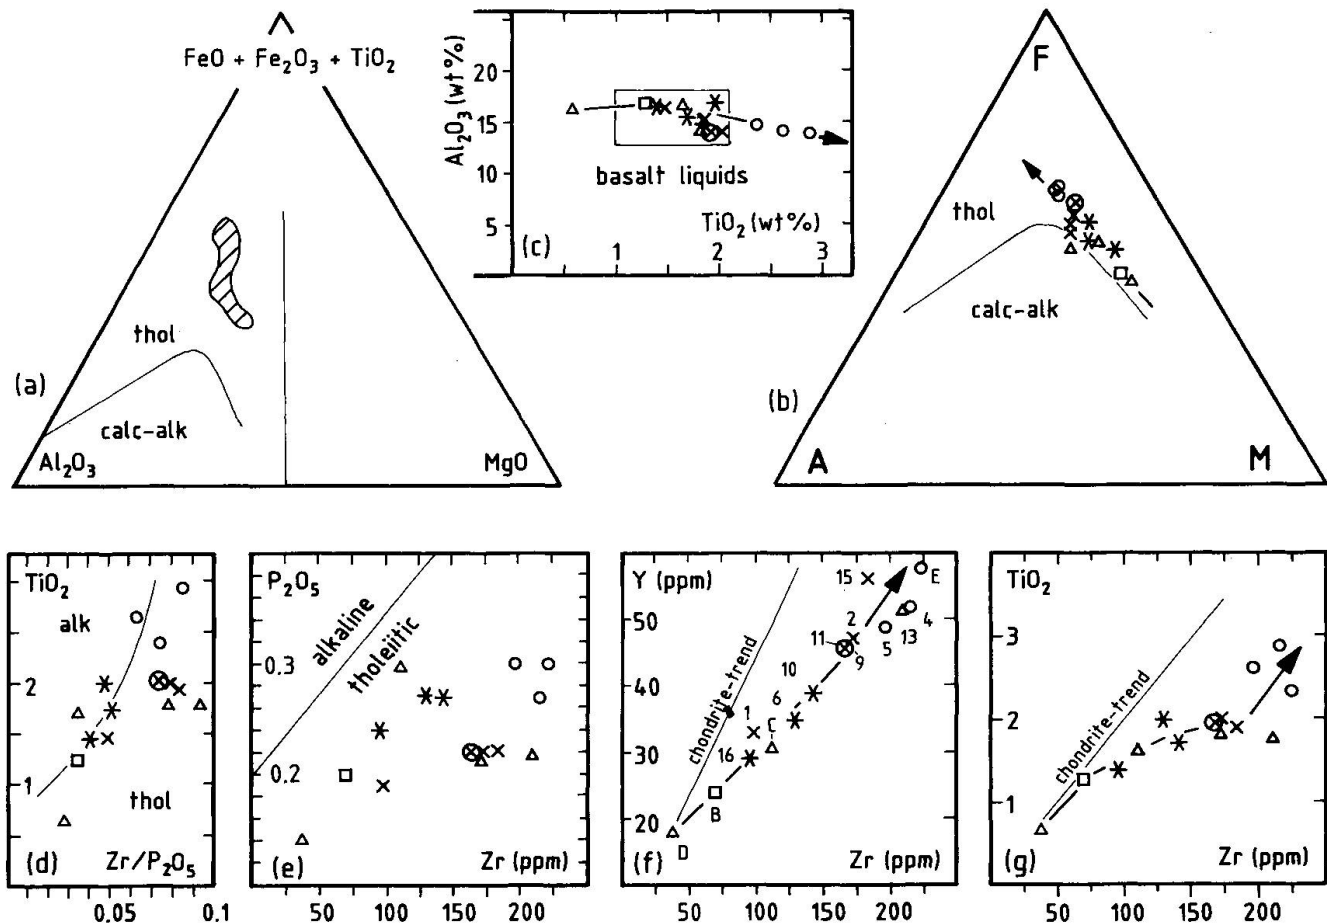 FeO + Fe₂O₃ + TiO₂
thol
(a)
calc-alk
Al₂O₃
MgO
Al₂O₃ (wt%)
20
15
10
5
basalt liquids
TiO₂ (wt%)
(c)
1
2
3
F
thol
calc-alk
(b)
A
M
TiO₂
alk
2
1
thol
(d)
Zr/P₂O₅
0.05
0.1
P₂O₅
alkaline
tholeiitic
0.3
0.2
(e)
Zr (ppm)
50
100
150
200
Y (ppm)
50
40
30
20
chondrite-trend
15
E
2
4
11
13
5
9
10
6
1
C
16
B
D
(f)
Zr (ppm)
50
100
150
200
TiO₂
3
2
1
chondrite-trend
(g)
Zr (ppm)
50
100
150
200